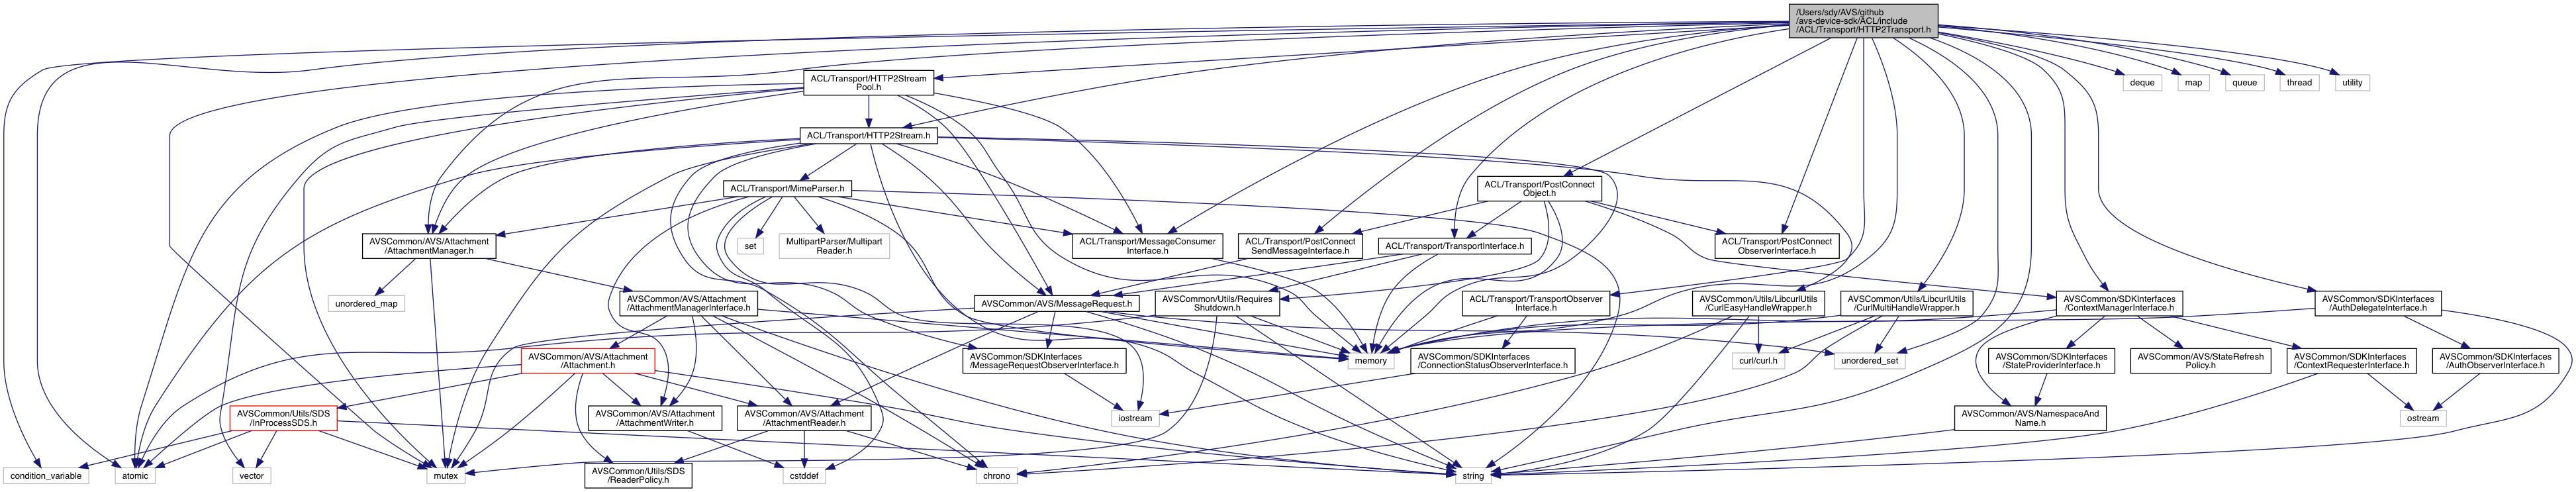 /Users/sdy/AVS/github
/avs-device-sdk/ACL/include
/ACL/Transport/HTTP2Transport.h
ACL/Transport/HTTP2Stream
Pool.h
deque
map
queue
thread
utility
ACL/Transport/HTTP2Stream.h
ACL/Transport/MimeParser.h
ACL/Transport/PostConnect
Object.h
AVSCommon/AVS/Attachment
/AttachmentManager.h
set
MultipartParser/Multipart
Reader.h
ACL/Transport/MessageConsumer
Interface.h
ACL/Transport/PostConnect
SendMessageInterface.h
ACL/Transport/TransportInterface.h
ACL/Transport/PostConnect
ObserverInterface.h
unordered_map
AVSCommon/AVS/Attachment
/AttachmentManagerInterface.h
AVSCommon/AVS/MessageRequest.h
AVSCommon/Utils/Requires
Shutdown.h
ACL/Transport/TransportObserver
Interface.h
AVSCommon/Utils/LibcurlUtils
/CurlEasyHandleWrapper.h
AVSCommon/Utils/LibcurlUtils
/CurlMultiHandleWrapper.h
AVSCommon/SDKInterfaces
/ContextManagerInterface.h
AVSCommon/SDKInterfaces
/AuthDelegateInterface.h
AVSCommon/AVS/Attachment
/Attachment.h
AVSCommon/SDKInterfaces
/MessageRequestObserverInterface.h
memory
AVSCommon/SDKInterfaces
/ConnectionStatusObserverInterface.h
curl/curl.h
unordered_set
AVSCommon/SDKInterfaces
/StateProviderInterface.h
AVSCommon/AVS/StateRefresh
Policy.h
AVSCommon/SDKInterfaces
/ContextRequesterInterface.h
AVSCommon/SDKInterfaces
/AuthObserverInterface.h
AVSCommon/Utils/SDS
/InProcessSDS.h
AVSCommon/AVS/Attachment
/AttachmentWriter.h
AVSCommon/AVS/Attachment
/AttachmentReader.h
iostream
AVSCommon/AVS/NamespaceAnd
Name.h
ostream
condition_variable
atomic
vector
mutex
AVSCommon/Utils/SDS
/ReaderPolicy.h
cstddef
chrono
string